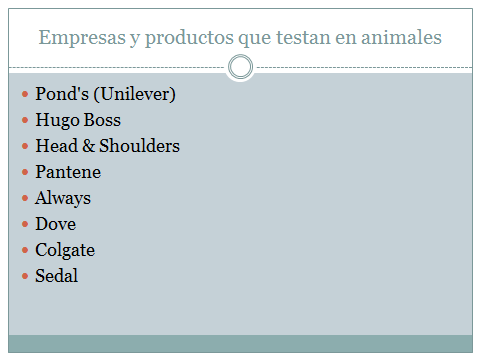 Empresas y productos que testan en animales
Pond's (Unilever)
Hugo Boss
Head & Shoulders
Pantene
Always
Dove
Colgate
Sedal